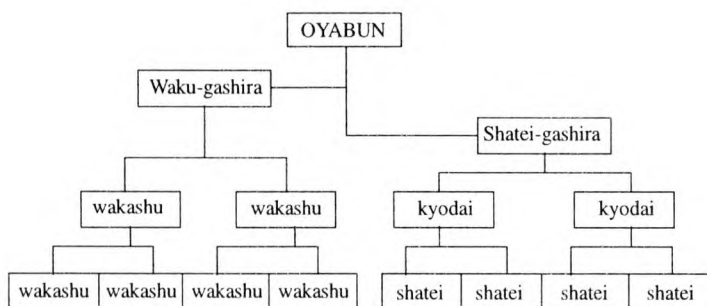 OYABUN
Waku-gashira
Shatei-gashira
wakashu wakashu kyodai kyodai
wakashu wakashu wakashu wakashu shatei shatei shatei shatei